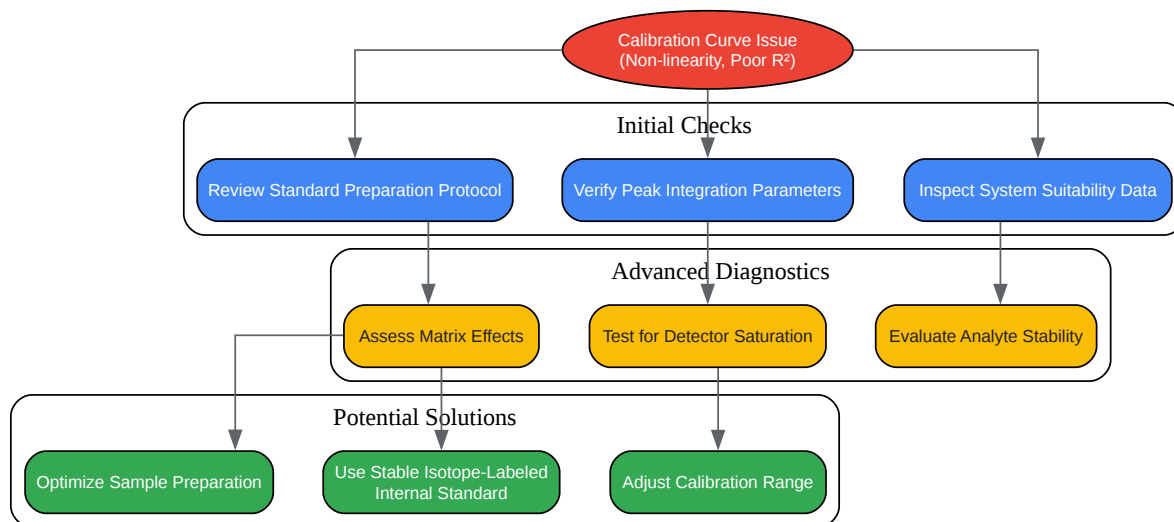 Calibration Curve Issue
(Non-linearity, Poor R²)
Initial Checks
Review Standard Preparation Protocol
Verify Peak Integration Parameters
Inspect System Suitability Data
Advanced Diagnostics
Assess Matrix Effects
Test for Detector Saturation
Evaluate Analyte Stability
Potential Solutions
Optimize Sample Preparation
Use Stable Isotope-Labeled
Internal Standard
Adjust Calibration Range